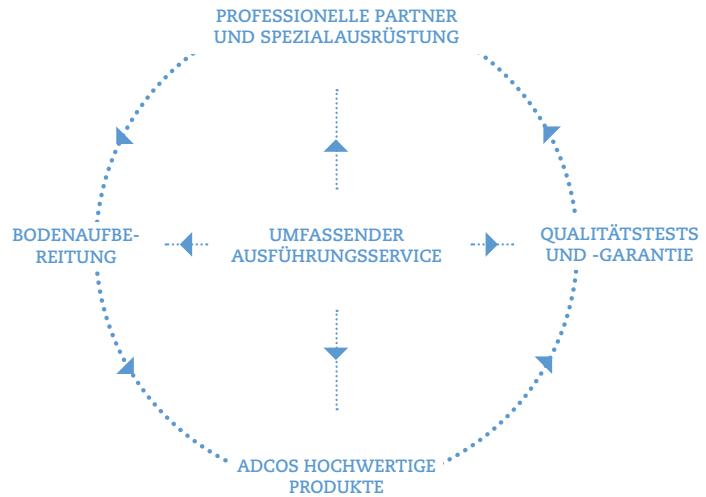 PROFESSIONELLE PARTNER
UND SPEZIALAUSRÜSTUNG
BODENAUFBE-
REITUNG
UMFASSENDER
AUSFÜHRUNGSSERVICE
QUALITÄTSTESTS
UND -GARANTIE
ADCOS HOCHWERTIGE
PRODUKTE